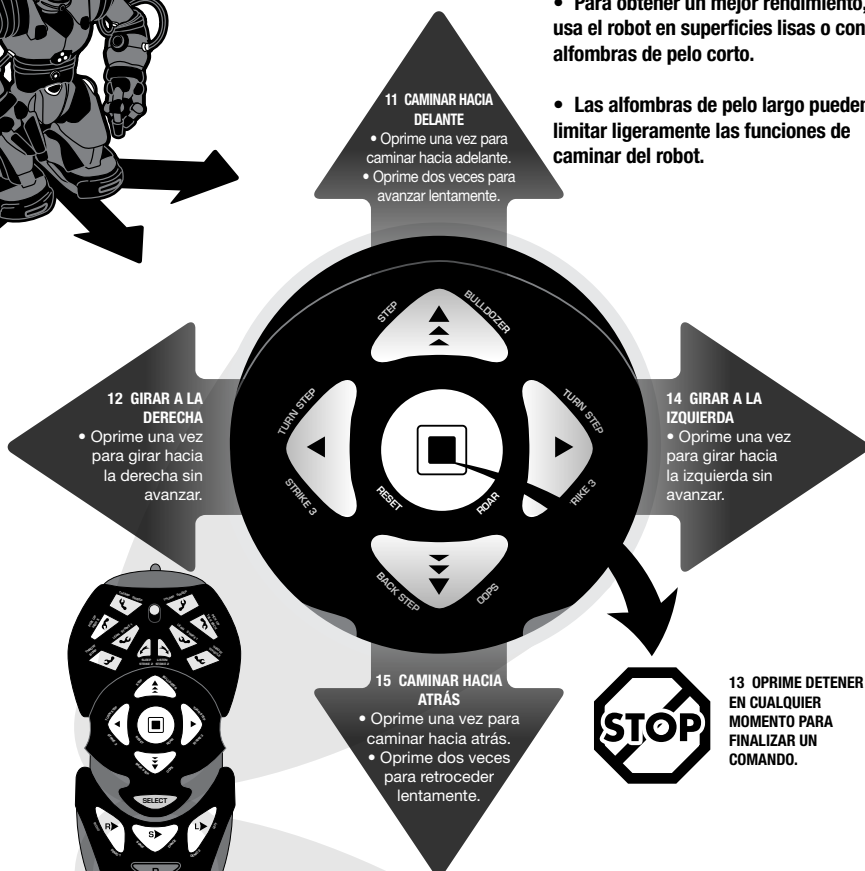 • Para obtener un mejor rendimiento,
usa el robot en superficies lisas o con
alfombras de pelo corto.
• Las alfombras de pelo largo pueden
limitar ligeramente las funciones de
caminar del robot.
11 CAMINAR HACIA
DELANTE
• Oprime una vez para
caminar hacia adelante.
• Oprime dos veces para
avanzar lentamente.
STEP
BULLDOZER
TURN STEP
TURN STEP
STRIKE 3
RIKE 3
RESET
ROAR
BACK STEP
OOPS
12 GIRAR A LA
DERECHA
• Oprime una vez
para girar hacia
la derecha sin
avanzar.
14 GIRAR A LA
IZQUIERDA
• Oprime una vez
para girar hacia
la izquierda sin
avanzar.
15 CAMINAR HACIA
ATRÁS
• Oprime una vez para
caminar hacia atrás.
• Oprime dos veces
para retroceder
lentamente.
STOP
13 OPRIME DETENER
EN CUALQUIER
MOMENTO PARA
FINALIZAR UN
COMANDO.
SELECT
R
S
L